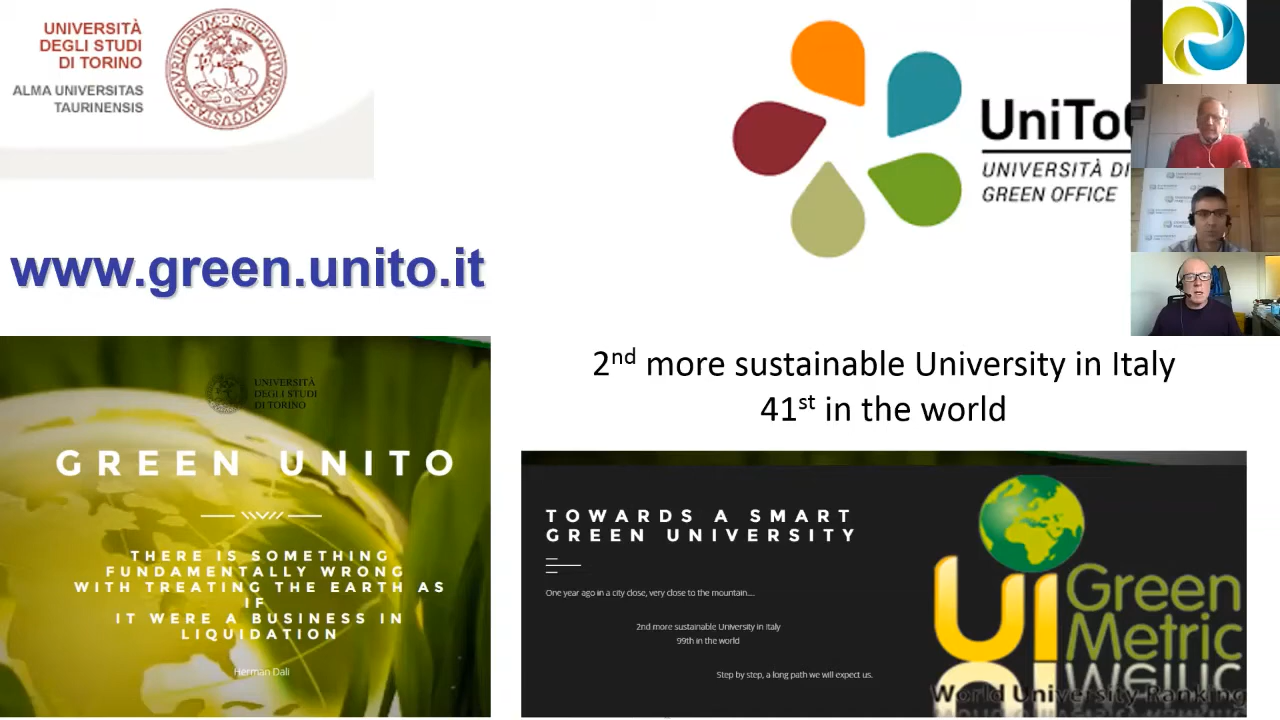 UNIVERSITÀ
DEGLI STUDI
DI TORINO
ALMA UNIVERSITAS
TAURINENSIS
UNIVERSITÀ DI
GREEN OFFICE
www.green.unito.it
2nd more sustainable University in Italy
41st in the world
UNIVERSITÀ
DEGLI STUDI
DI TORINO
GREEN UNITO
THERE IS SOMETHING
FUNDAMENTALLY WRONG
WITH TREATING THE EARTH AS
IF
IT WERE A BUSINESS IN
LIQUIDATION
Herman Dali
TOWARDS A SMART
GREEN UNIVERSITY
One year ago in a city close, very close to the mountain....
2nd more sustainable University in Italy
99th in the world
Step by step, a long path we will expect us.
UI
Green
Metric
World University Ranking